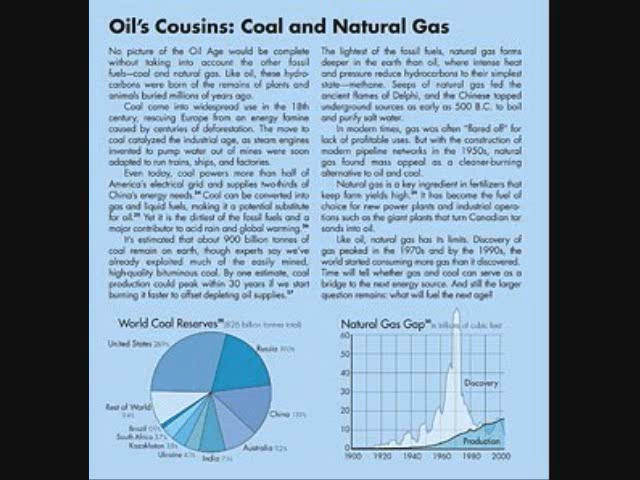 Oil's Cousins: Coal and Natural Gas
No picture of the Oil Age would be complete
without taking into account the other fossil
fuels—coal and natural gas. Like oil, these hydro-
carbons were born of the remains of plants and
animals buried millions of years ago.
Coal came into widespread use in the 18th
century, rescuing Europe from an energy famine
caused by centuries of deforestation. The move to
coal catalyzed the industrial age, as steam engines
invented to pump water out of mines were soon
adapted to run trains, ships, and factories.
Even today, coal powers more than half of
America's electrical grid and supplies two-thirds of
China's energy needs.
Coal can be converted into
gas and liquid fuels, making it a potential substitute
for oil.
Yet it is the dirtiest of the fossil fuels and a
major contributor to acid rain and global warming.
It's estimated that about 900 billion tonnes of
coal remain on earth, though experts say we've
already exploited much of the easily mined,
high-quality bituminous coal. By one estimate, coal
production could peak within 30 years if we start
burning it faster to offset depleting oil supplies.
The lightest of the fossil fuels, natural gas forms
deeper in the earth than oil, where intense heat
and pressure reduce hydrocarbons to their simplest
state—methane. Seeps of natural gas fed the
ancient flames of Delphi, and the Chinese tapped
underground sources as early as 500 B.C. to boil
and purify salt water.
In modern times, gas was often "flared off" for
lack of profitable uses. But with the construction of
modern pipeline networks in the 1950s, natural
gas found mass appeal as a cleaner-burning
alternative to oil and coal.
Natural gas is a key ingredient in fertilizers that
keep farm yields high.
It has become the fuel of
choice for new power plants and industrial opera-
tions such as the giant plants that turn Canadian tar
sands into oil.
Like oil, natural gas has its limits. Discovery of
gas peaked in the 1970s and by the 1990s, the
world started consuming more gas than it discovered.
Time will tell whether gas and coal can serve as a
bridge to the next energy source. And still the larger
question remains: what will fuel the next age?
World Coal Reserves (826 billion tonnes total)
United States
Russia
China
Australia
India
Ukraine
Kazakhstan
South Africa
Brazil
Rest of World
Natural Gas Gap in trillions of cubic feet
60
50
40
30
20
10
0
Discovery
Production
1900 1920 1940 1960 1980 2000